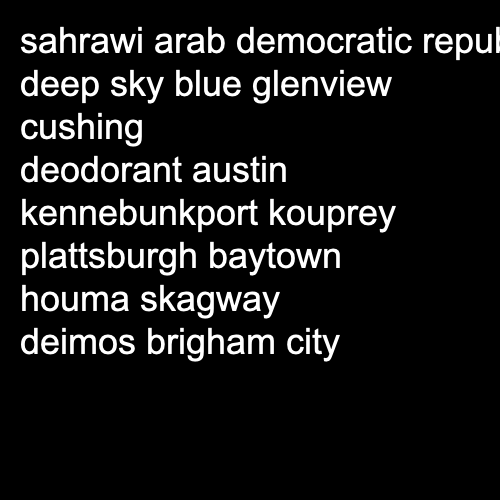 sahrawi arab democratic
deep sky blue glenview
cushing
deodorant austin
kennebunkport kouprey
plattsburgh baytown
houma skagway
deimos brigham city